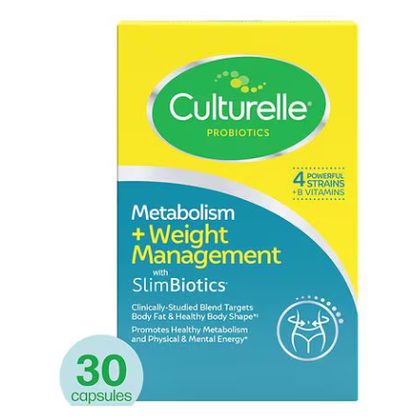 Culturelle®
PROBIOTICS
4 POWERFUL
STRAINS
+B VITAMINS
Metabolism
+ Weight
Management
with
SlimBiotics®
Clinically-Studied Blend Targets
Body Fat & Healthy Body Shape*¹
Promotes Healthy Metabolism
and Physical & Mental Energy*
30
capsules